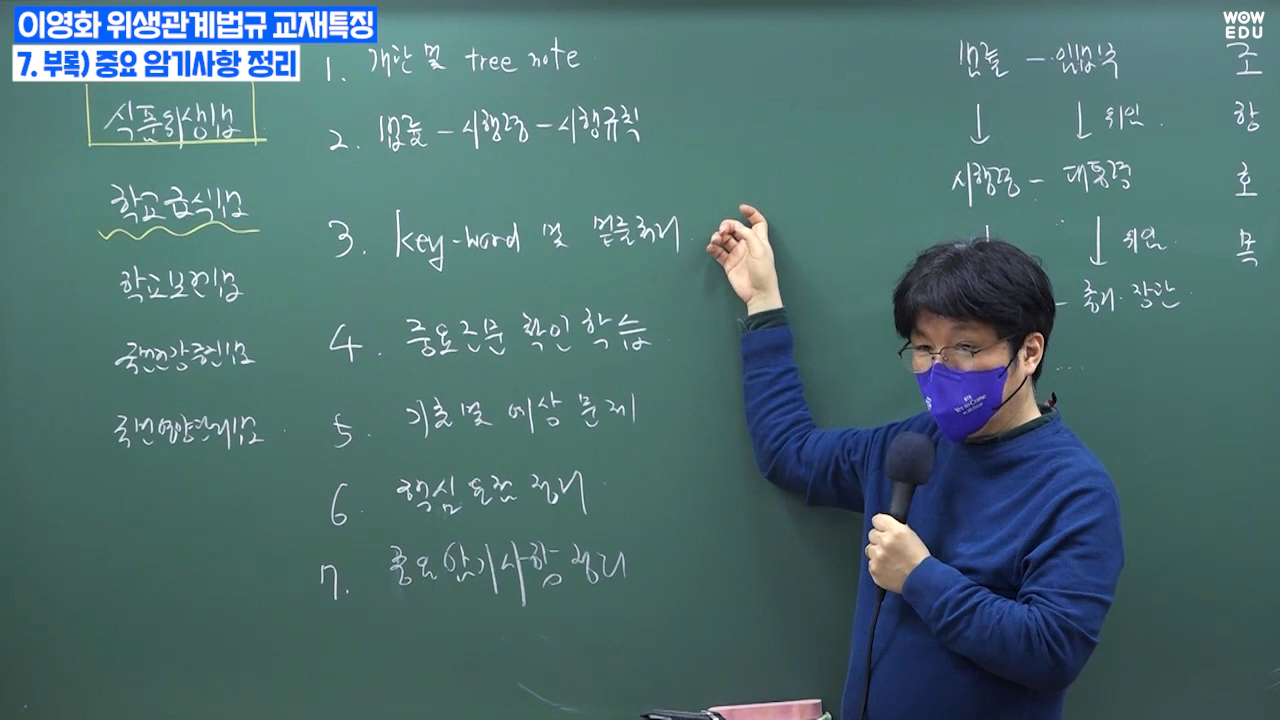 이영화 위생관계법규 교재특징
7. 부록) 중요 암기사항 정리
WOW
EDU
식품위생법
학교급식법
학교보건법
국민건강증진법
국민영양관리법
1. 개관 및 tree note
2. 법률 - 시행령 - 시행규칙
3. key-word 및 밑줄처리
4. 중요조문 확인학습
5. 기출 및 예상 문제
6. 핵심 요점 정리
7. 중요암기사항 정리
법률 - 입법부
↓ ↓ 위임
시행령 - 대통령
↓ 위임
- 총리·장관
조
항
호
목